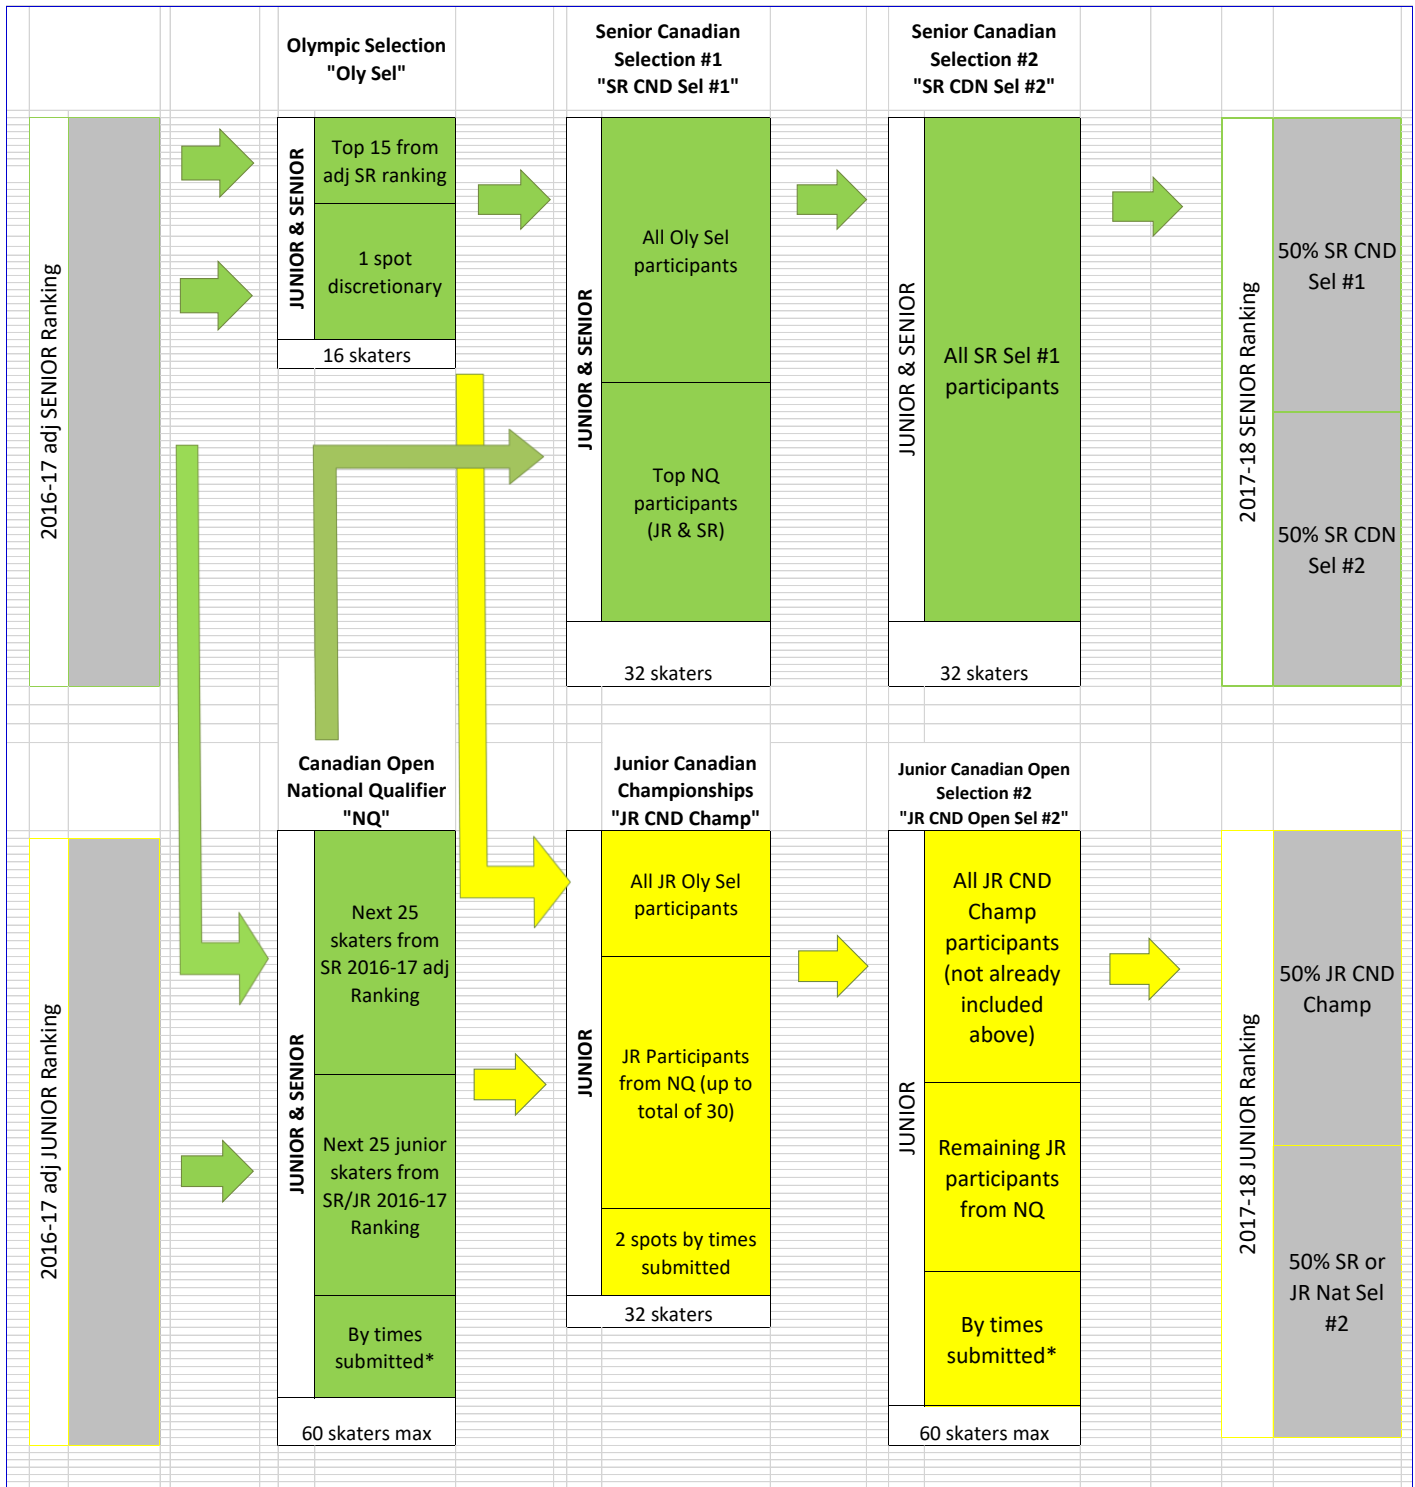 Olympic Selection
"Oly Sel"
Senior Canadian
Selection #1
"SR CND Sel #1"
Senior Canadian
Selection #2
"SR CDN Sel #2"
2016-17 adj SENIOR Ranking
JUNIOR & SENIOR
Top 15 from
adj SR ranking
1 spot
discretionary
16 skaters
JUNIOR & SENIOR
All Oly Sel
participants
Top NQ
participants
(JR & SR)
32 skaters
JUNIOR & SENIOR
All SR Sel #1
participants
32 skaters
2017-18 SENIOR Ranking
50% SR CND
Sel #1
50% SR CDN
Sel #2
Canadian Open
National Qualifier
"NQ"
Junior Canadian
Championships
"JR CND Champ"
Junior Canadian Open
Selection #2
"JR CND Open Sel #2"
2016-17 adj JUNIOR Ranking
JUNIOR & SENIOR
Next 25
skaters from
SR 2016-17 adj
Ranking
Next 25 junior
skaters from
SR/JR 2016-17
Ranking
By times
submitted*
60 skaters max
JUNIOR
All JR Oly Sel
participants
JR Participants
from NQ (up to
total of 30)
2 spots by times
submitted
32 skaters
JUNIOR
All JR CND
Champ
participants
(not already
included
above)
Remaining JR
participants
from NQ
By times
submitted*
60 skaters max
2017-18 JUNIOR Ranking
50% JR CND
Champ
50% SR or
JR Nat Sel
#2